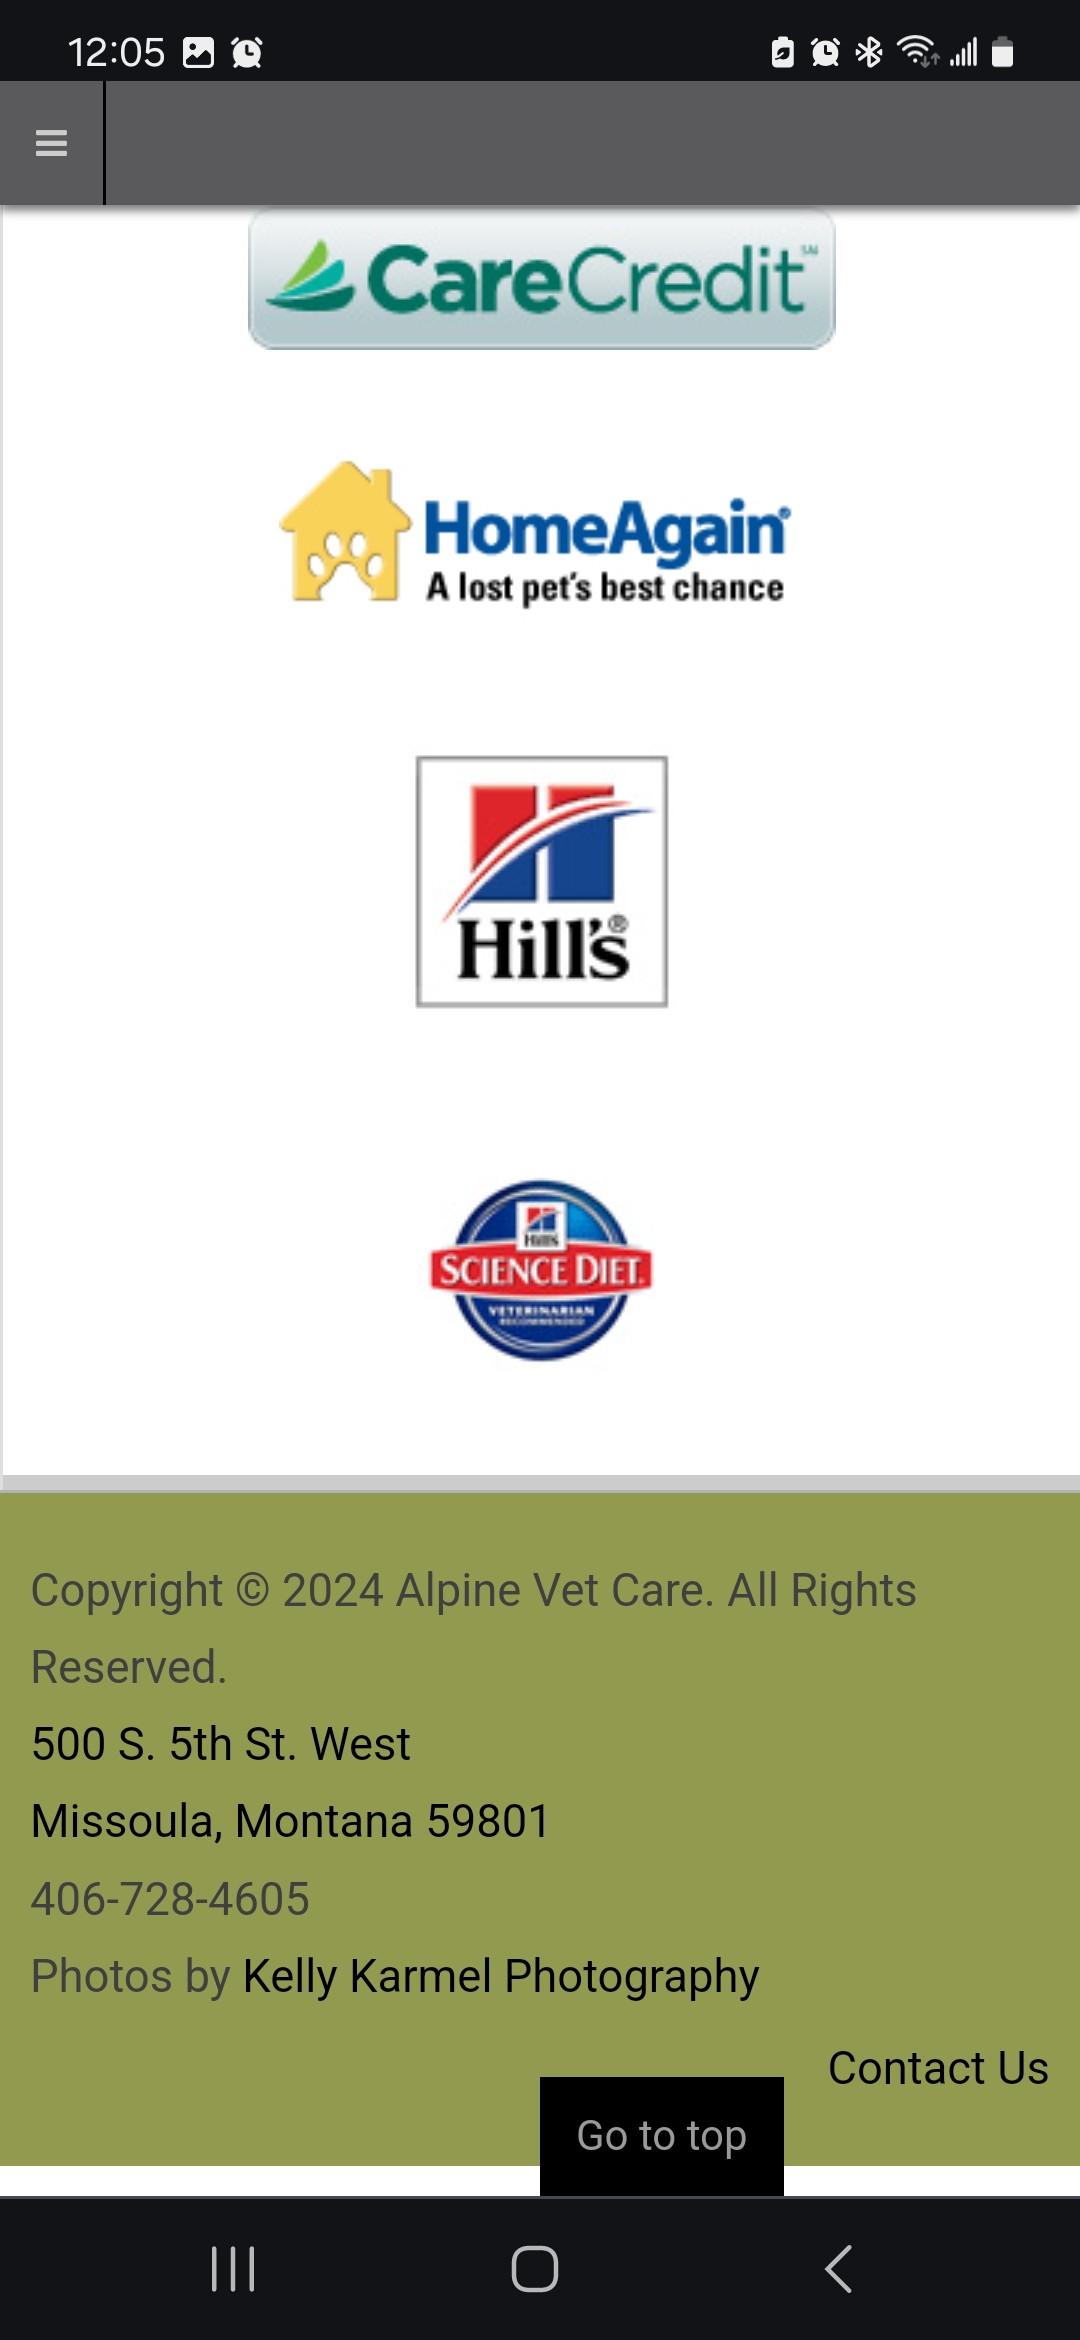 12:05
CareCredit℠
HomeAgain®
A lost pet's best chance
Hill's®
Hill's
SCIENCE DIET.
VETERINARIAN
RECOMMENDED
Copyright © 2024 Alpine Vet Care. All Rights
Reserved.
500 S. 5th St. West
Missoula, Montana 59801
406-728-4605
Photos by Kelly Karmel Photography
Contact Us
Go to top